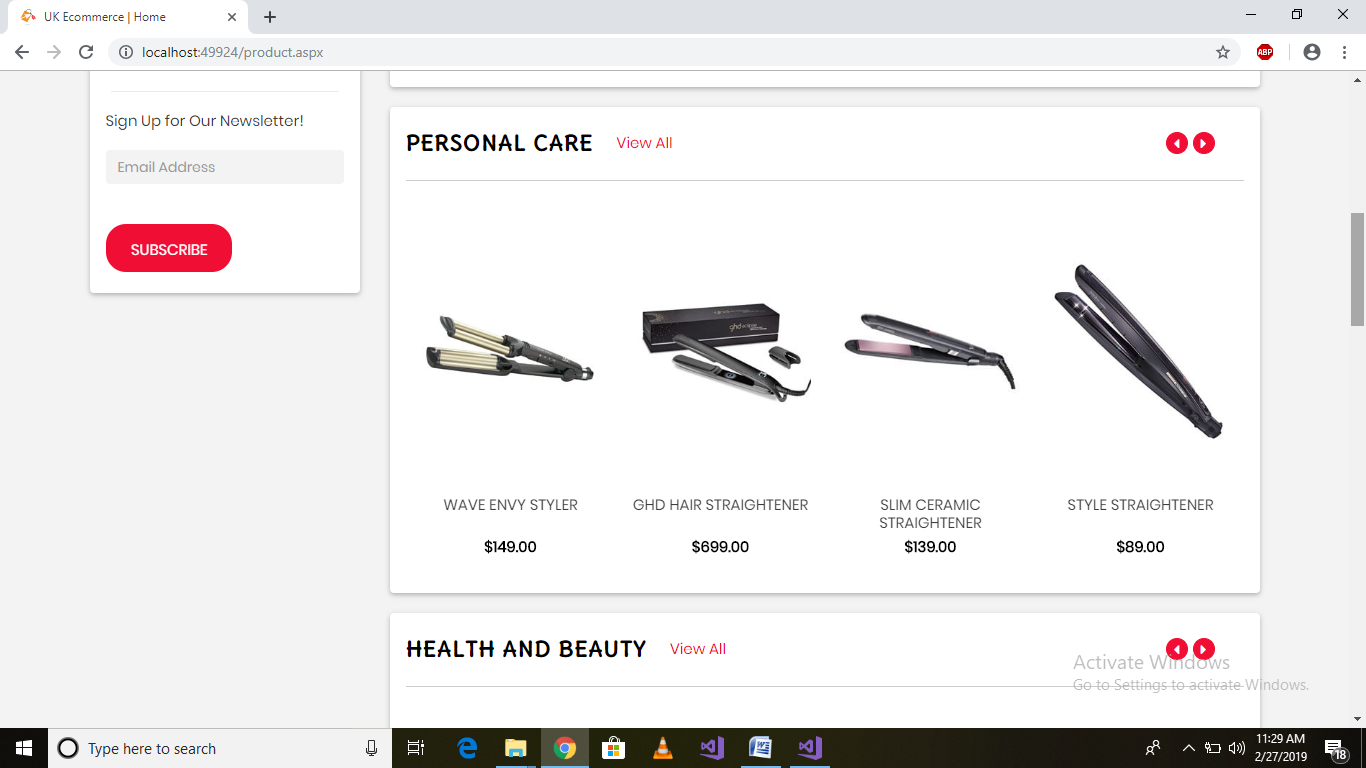 UK Ecommerce | Home
localhost:49924/product.aspx
ABP
Sign Up for Our Newsletter!
Email Address
SUBSCRIBE
PERSONAL CARE View All
ghd
WAVE ENVY STYLER
$149.00
GHD HAIR STRAIGHTENER
$699.00
SLIM CERAMIC
STRAIGHTENER
$139.00
STYLE STRAIGHTENER
$89.00
HEALTH AND BEAUTY View All
Activate Windows
Go to Settings to activate Windows.
Type here to search
11:29 AM
2/27/2019
18